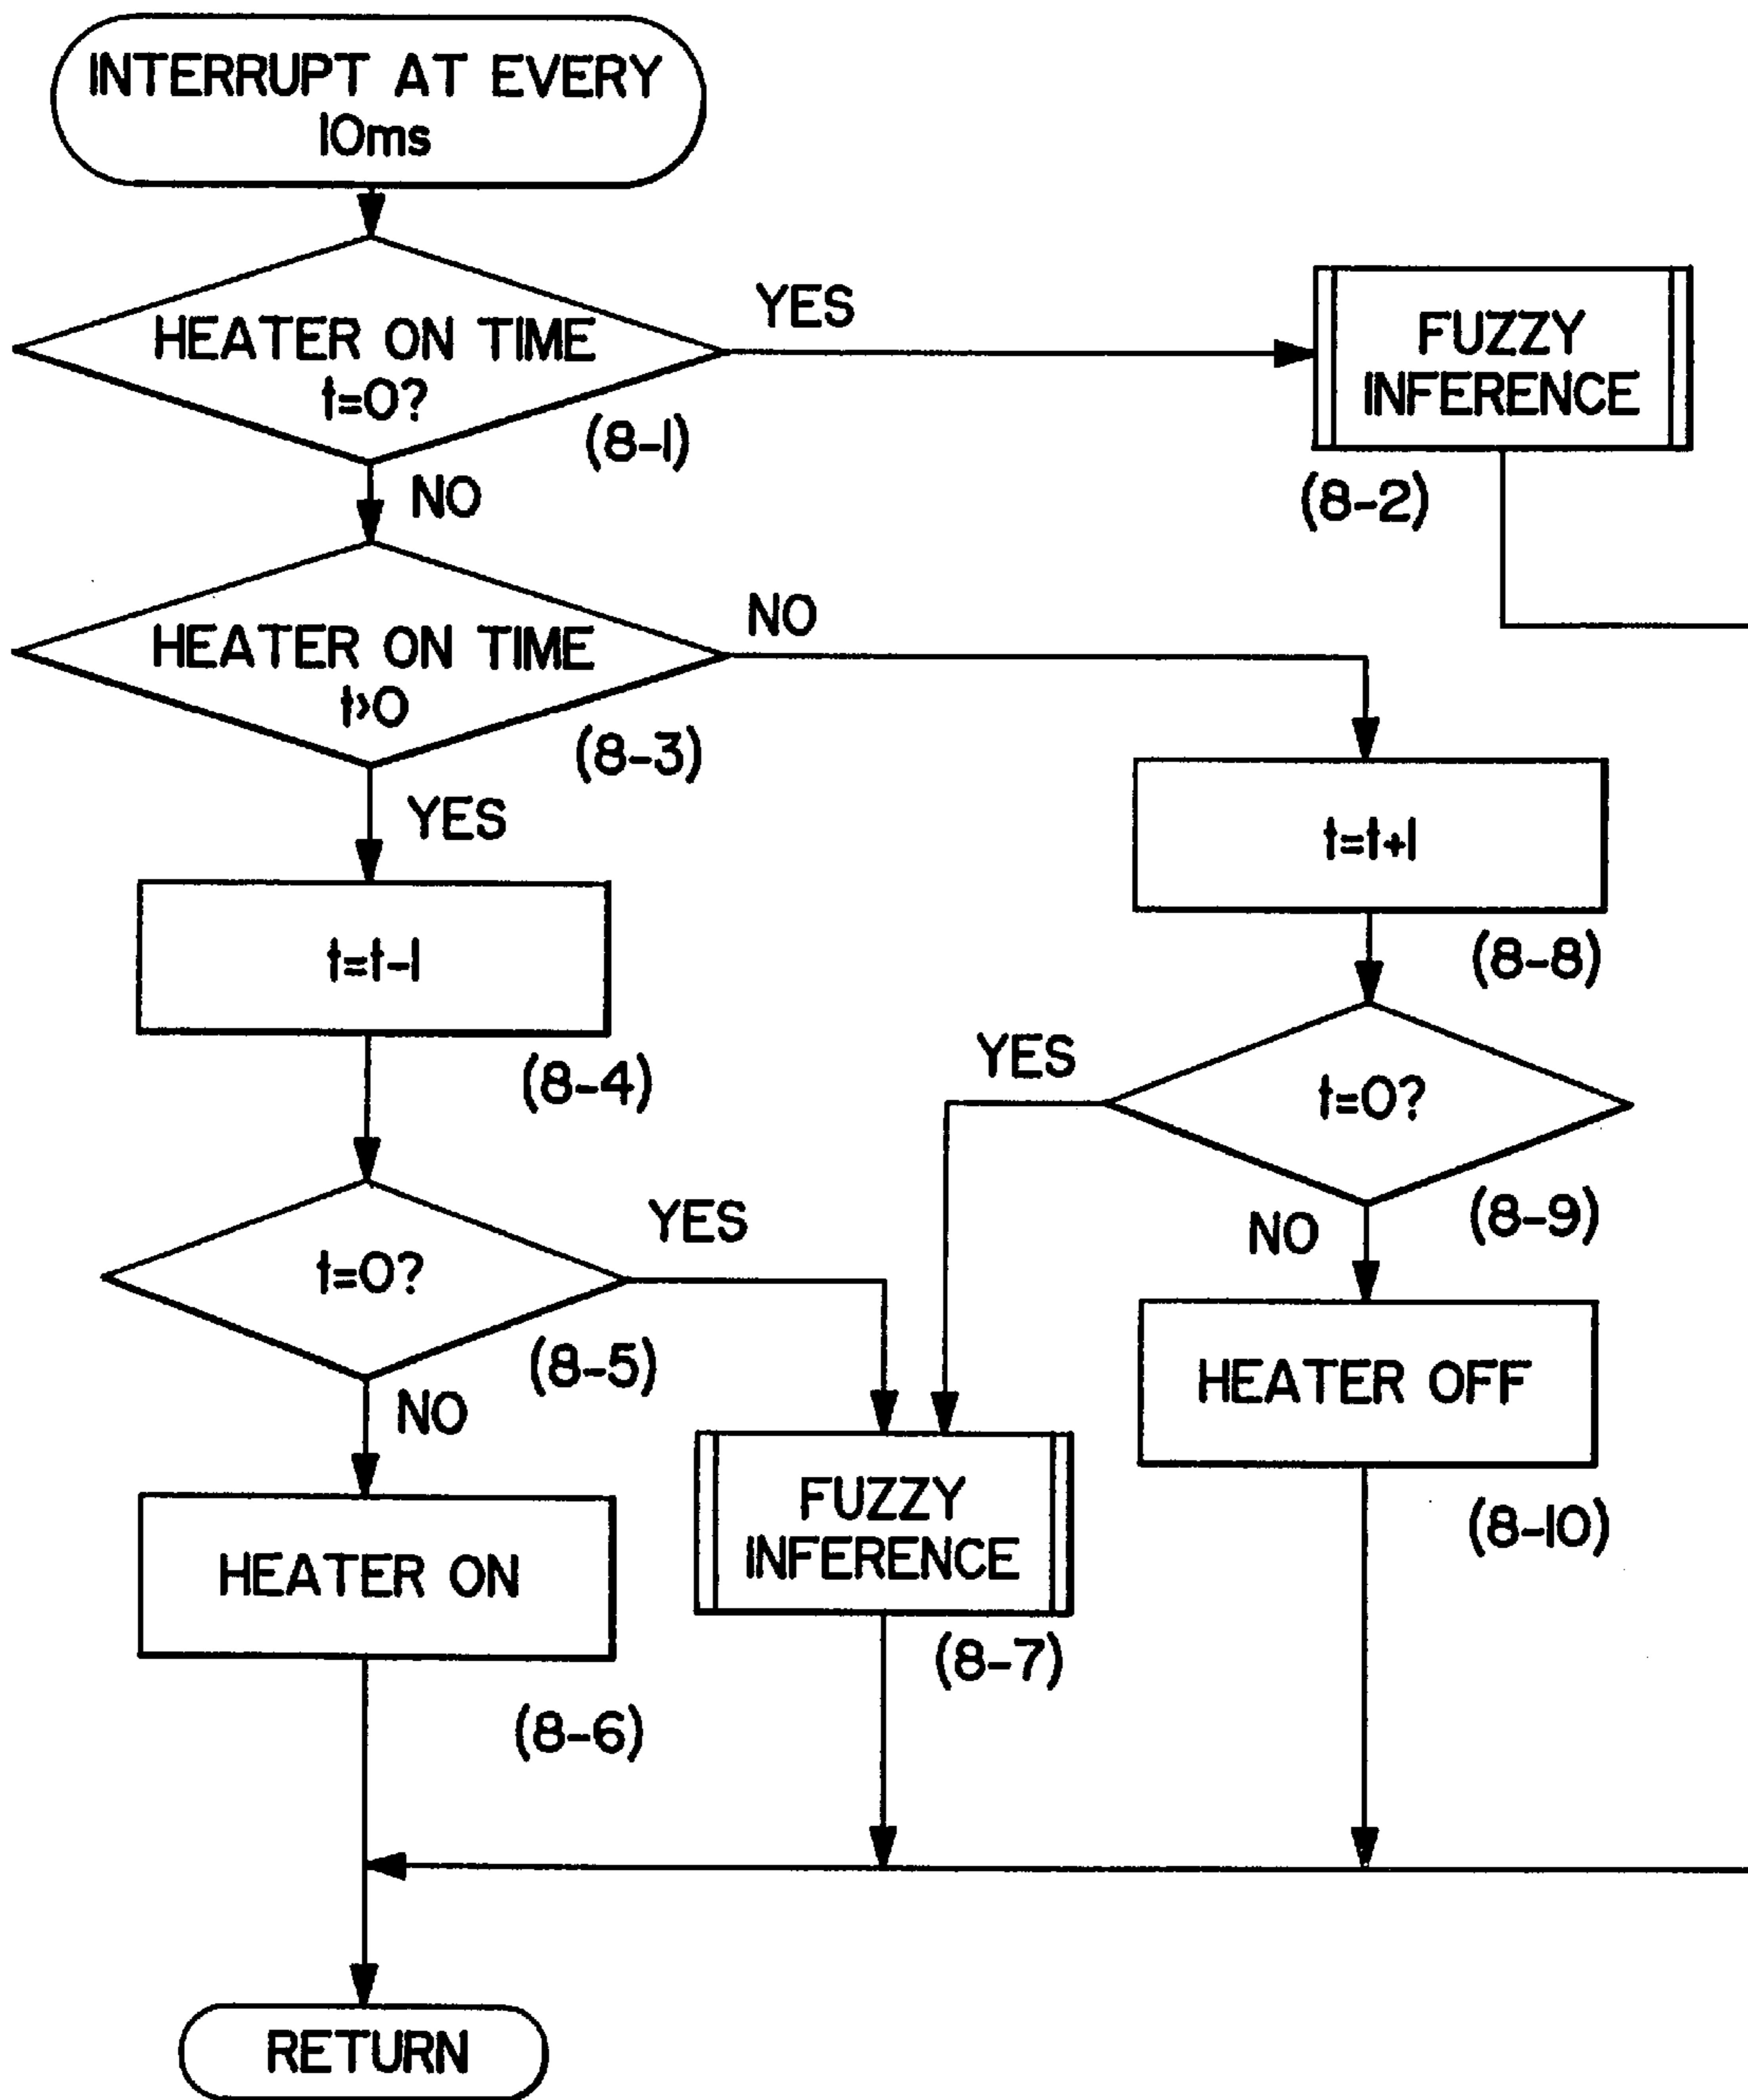 INTERRUPT AT EVERY
10ms
HEATER ON TIME
t=0?
(8-1)
YES
FUZZY
INFERENCE
(8-2)
NO
HEATER ON TIME
t>0
(8-3)
NO
YES
t=t-1
(8-4)
t=t+1
(8-8)
t=0?
(8-9)
YES
NO
HEATER OFF
(8-10)
t=0?
(8-5)
YES
NO
HEATER ON
(8-6)
FUZZY
INFERENCE
(8-7)
RETURN